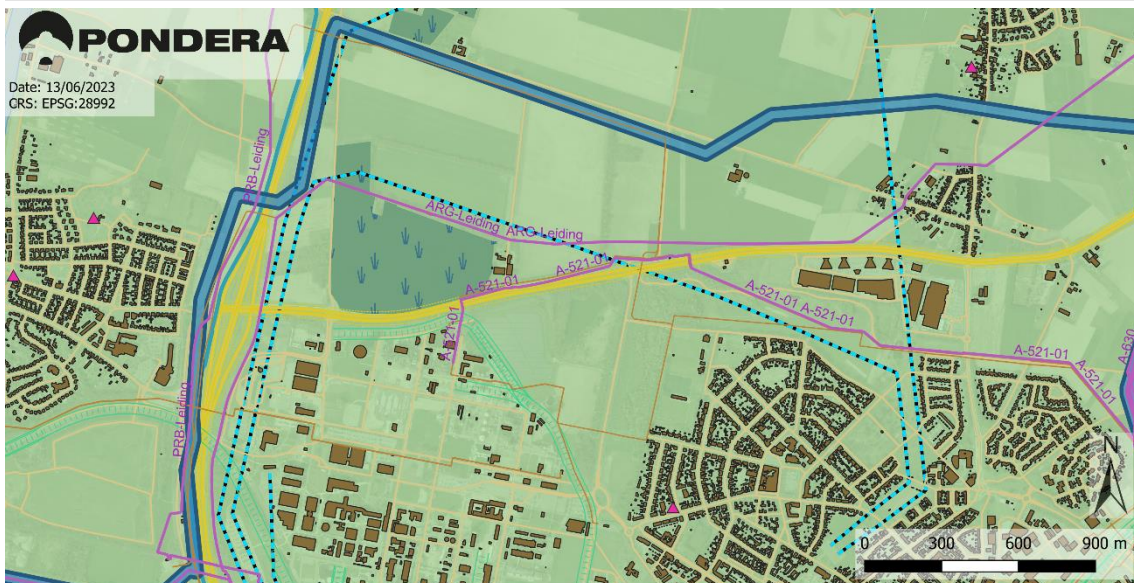 PONDERA
Date: 13/06/2023
CRS: EPSG:28992
PRB-Leiding
ARG-Leiding ARG-Leiding
A-521-01
A-521-01
A-521-01
A-521-01 A-521-01
A-521-01
A-521-01
A-630
PRB-Leiding
N
0 300 600 900 m